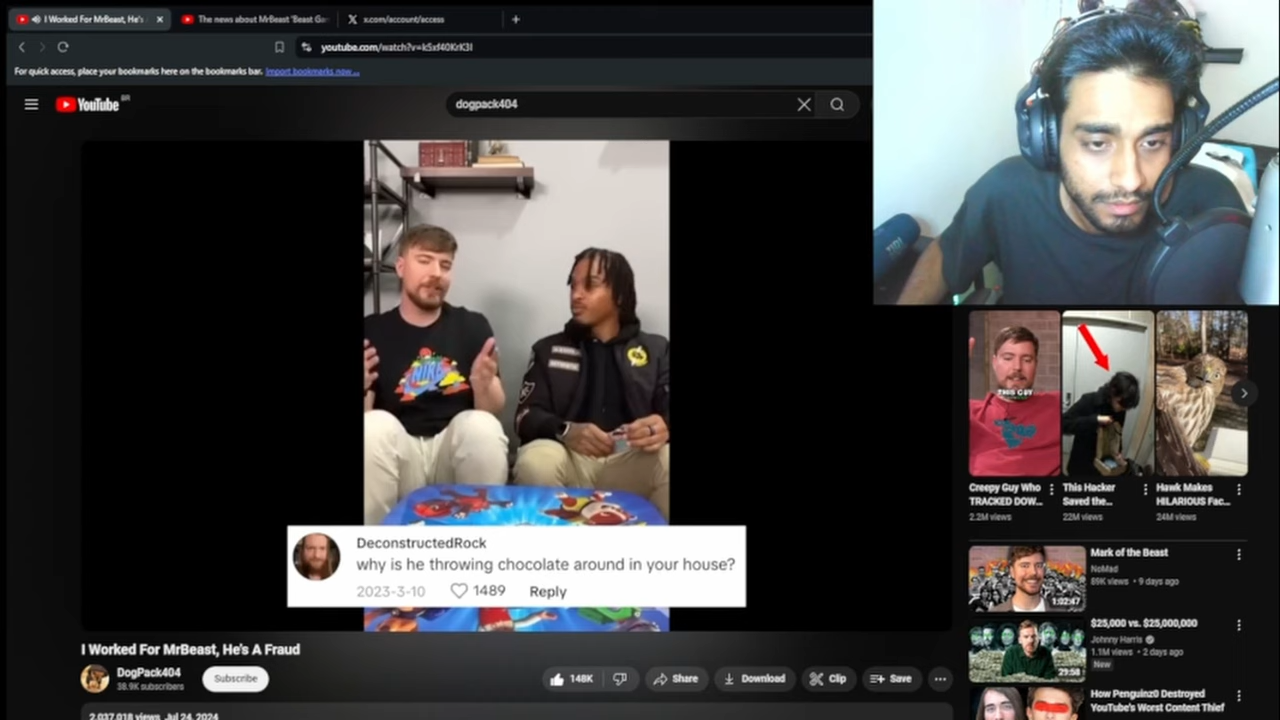 I Worked For MrBeast, He's
The news about MrBeast 'Beast Ga
x.com/account/access
youtube.com/watch?v=k5xf40KrK3I
For quick access, place your bookmarks here on the bookmarks bar. Import bookmarks now...
YouTube BR
dogpack404
DeconstructedRock
why is he throwing chocolate around in your house?
2023-3-10 1489 Reply
I Worked For MrBeast, He's A Fraud
DogPack404
38.9K subscribers
Subscribe
148K
Share
Download
Clip
Save
2,037,018 views Jul 24, 2024
THIS GUY
Creepy Guy Who
TRACKED DOW...
2.2M views
This Hacker
Saved the...
22M views
Hawk Makes
HILARIOUS Fac...
24M views
Mark of the Beast
NoMad
89K views • 9 days ago
1:02:47
$25,000 vs. $25,000,000
Johnny Harris
1.1M views • 2 days ago
New
29:58
How Penguinz0 Destroyed
YouTube's Worst Content Thief